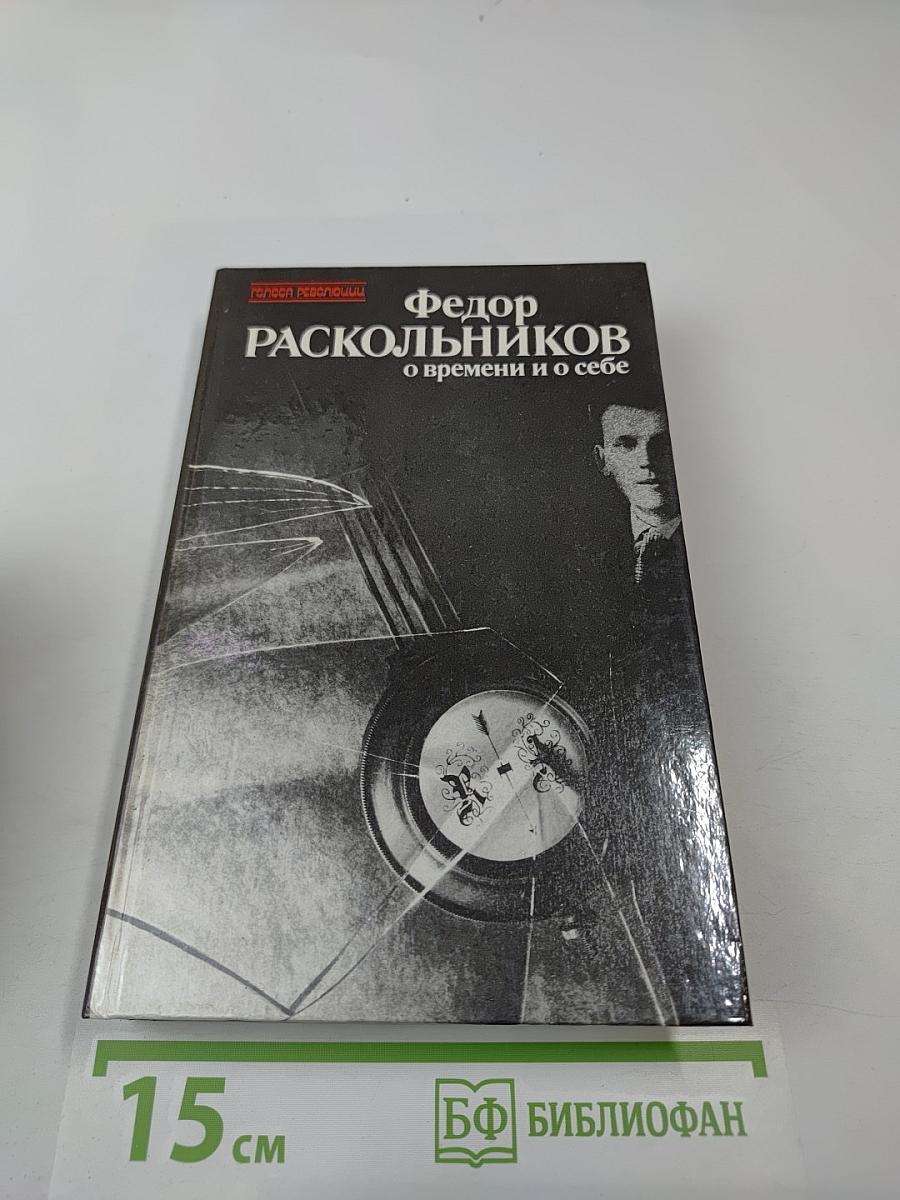 ГОЛОСА РЕВОЛЮЦИИ
Федор
РАСКОЛЬНИКОВ
о времени и о себе
15 см
БФ БИБЛИОФАН